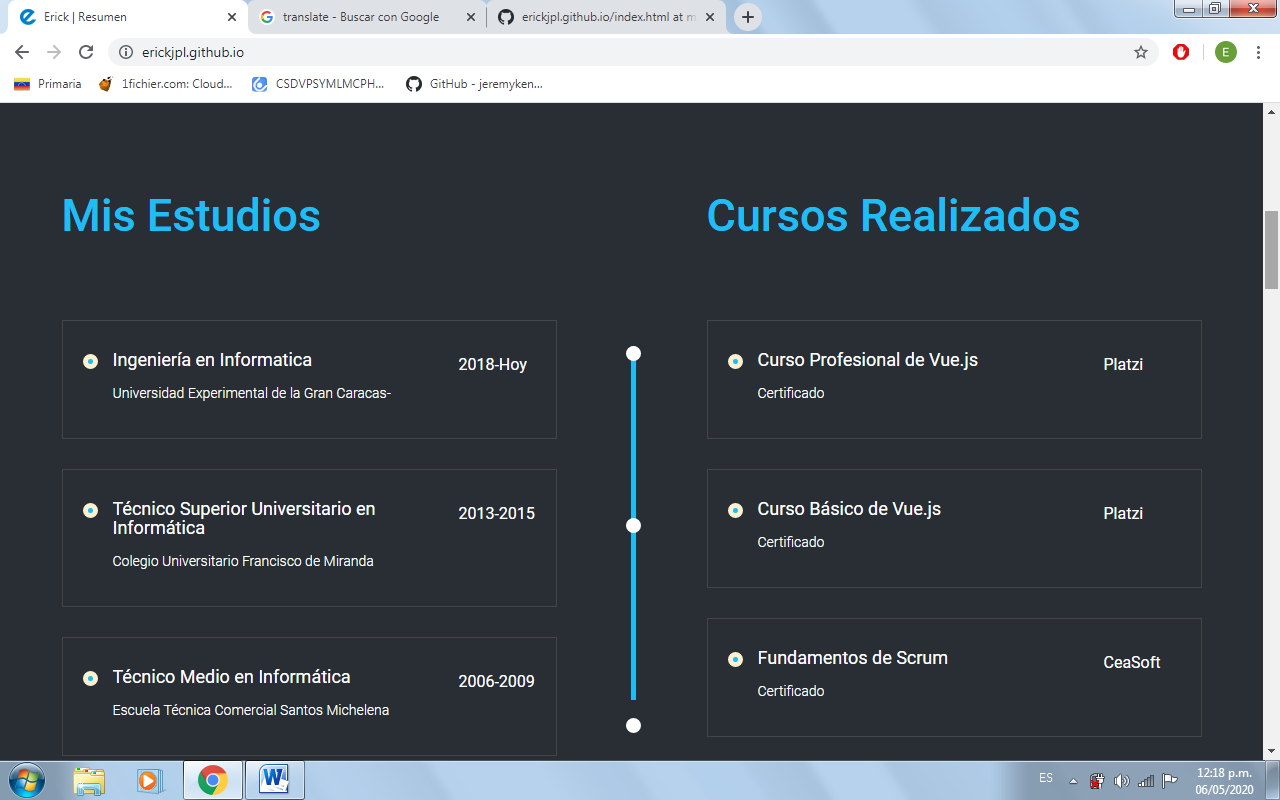 Erick | Resumen
translate - Buscar con Google
erickjpl.github.io/index.html at m
erickjpl.github.io
E
Primaria
1fichier.com: Cloud...
CSDVPSYMLMCPH...
GitHub - jeremyken...
Mis Estudios
Cursos Realizados
Ingeniería en Informatica
2018-Hoy
Universidad Experimental de la Gran Caracas-
Técnico Superior Universitario en
Informática
2013-2015
Colegio Universitario Francisco de Miranda
Técnico Medio en Informática
2006-2009
Escuela Técnica Comercial Santos Michelena
Curso Profesional de Vue.js
Platzi
Certificado
Curso Básico de Vue.js
Platzi
Certificado
Fundamentos de Scrum
CeaSoft
Certificado
ES
12:18 p.m.
06/05/2020